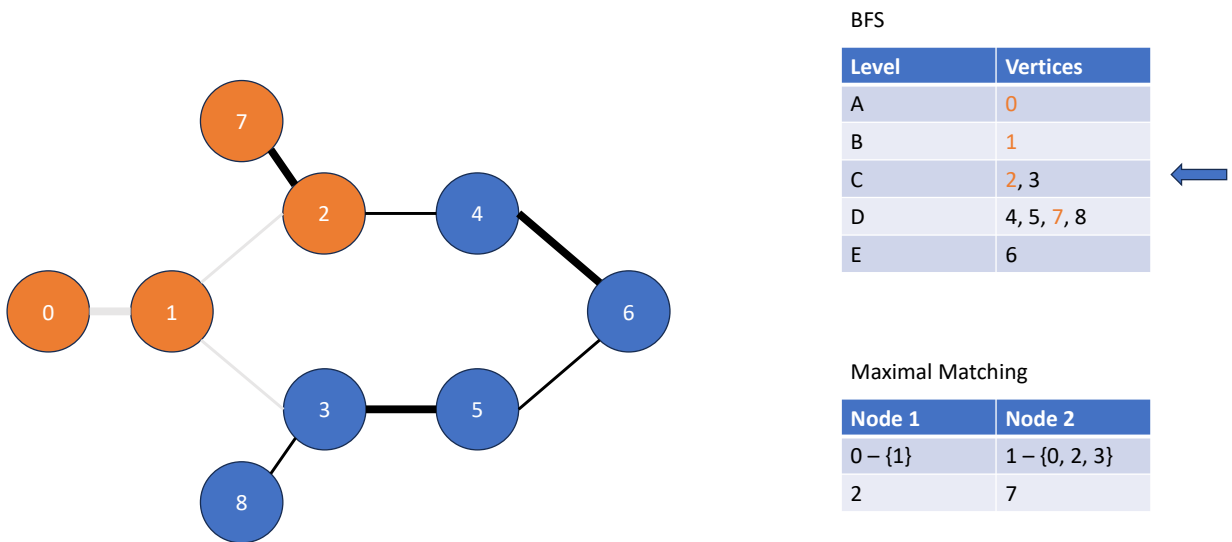 7
2
4
0
1
6
3
5
8
BFS
Level Vertices
A 0
B 1
C 2, 3
D 4, 5, 7, 8
E 6
Maximal Matching
Node 1 Node 2
0 – {1} 1 – {0, 2, 3}
2 7